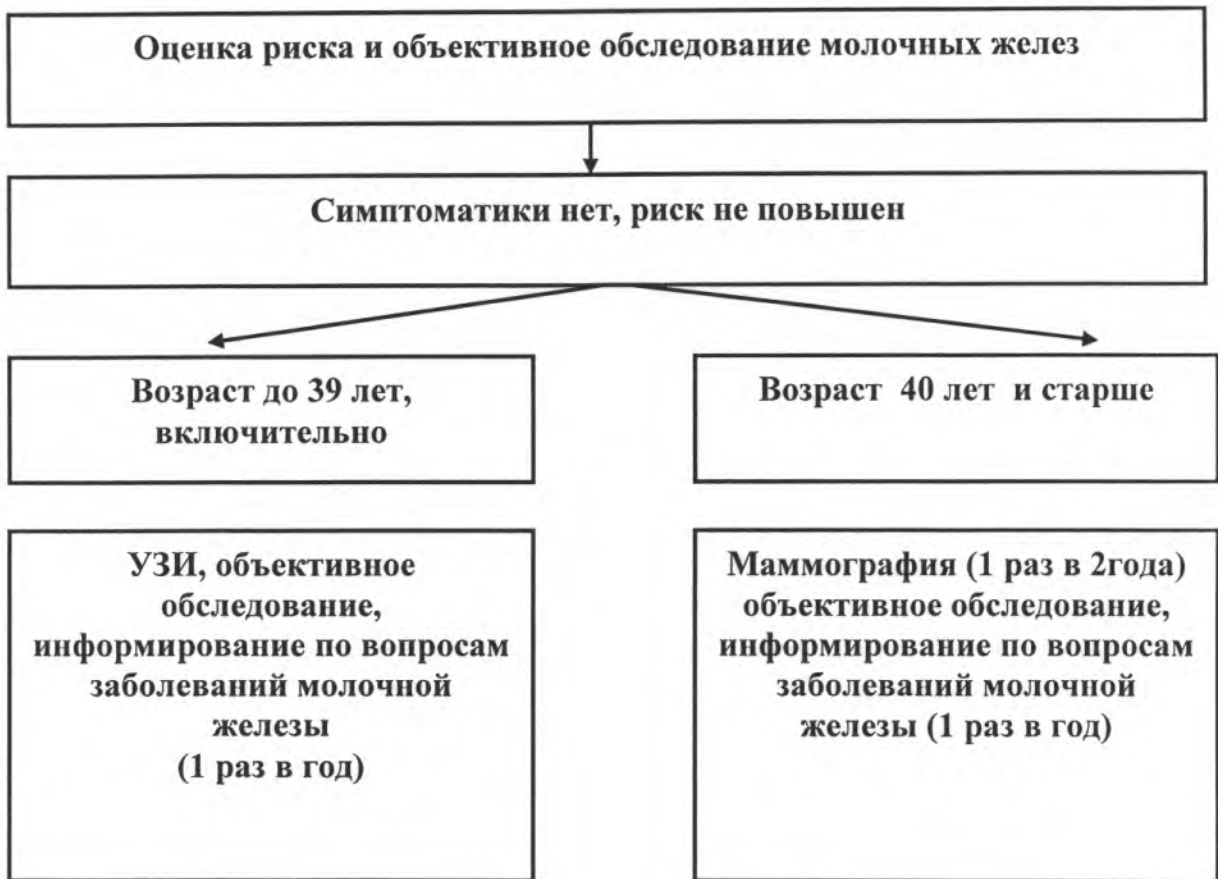 Оценка риска и объективное обследование молочных желез
Симптоматики нет, риск не повышен
Возраст до 39 лет,
включительно
Возраст 40 лет и старше
УЗИ, объективное
обследование,
информирование по вопросам
заболеваний молочной
железы
(1 раз в год)
Маммография (1 раз в 2года)
объективное обследование,
информирование по вопросам
заболеваний молочной
железы (1 раз в год)